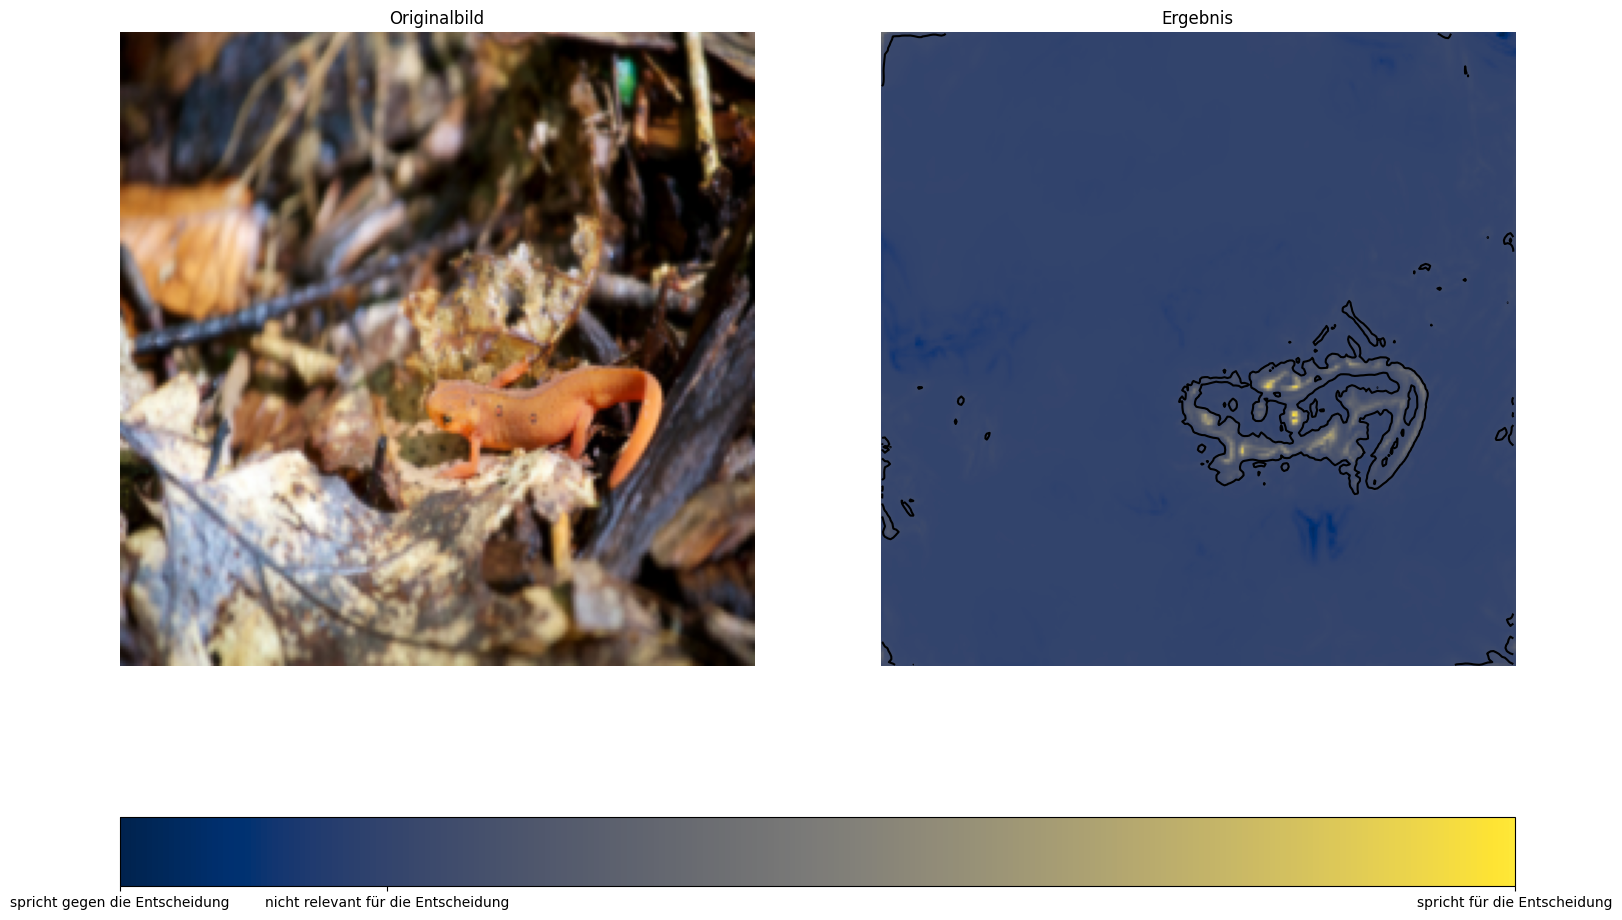 Originalbild
Ergebnis
spricht gegen die Entscheidung
nicht relevant für die Entscheidung
spricht für die Entscheidung